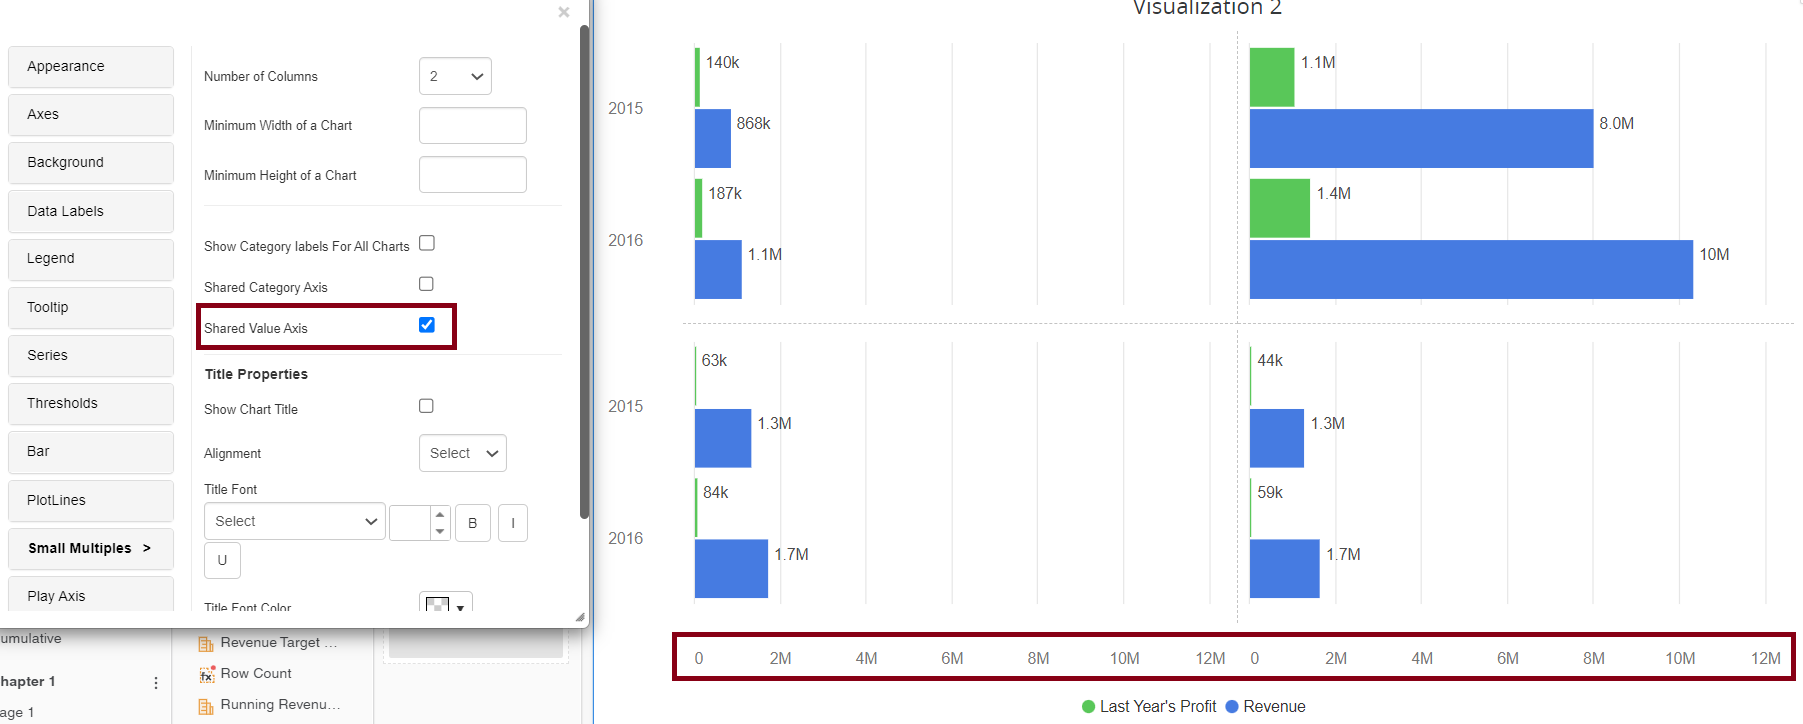 ×
Appearance
Axes
Background
Data Labels
Legend
Tooltip
Series
Thresholds
Bar
PlotLines
Small Multiples >
Play Axis
Number of Columns
2
Minimum Width of a Chart
Minimum Height of a Chart
Show Category labels For All Charts
Shared Category Axis
Shared Value Axis
Title Properties
Show Chart Title
Alignment
Select
Title Font
Select
B
I
U
Title Font Color
umulative
hapter 1
age 1
Revenue Target ...
fx
Row Count
Running Revenu...
Visualization 2
2015
140k
868k
1.1M
8.0M
2016
187k
1.1M
1.4M
10M
2015
63k
1.3M
44k
1.3M
2016
84k
1.7M
59k
1.7M
0 2M 4M 6M 8M 10M 12M 0 2M 4M 6M 8M 10M 12M
Last Year's Profit Revenue